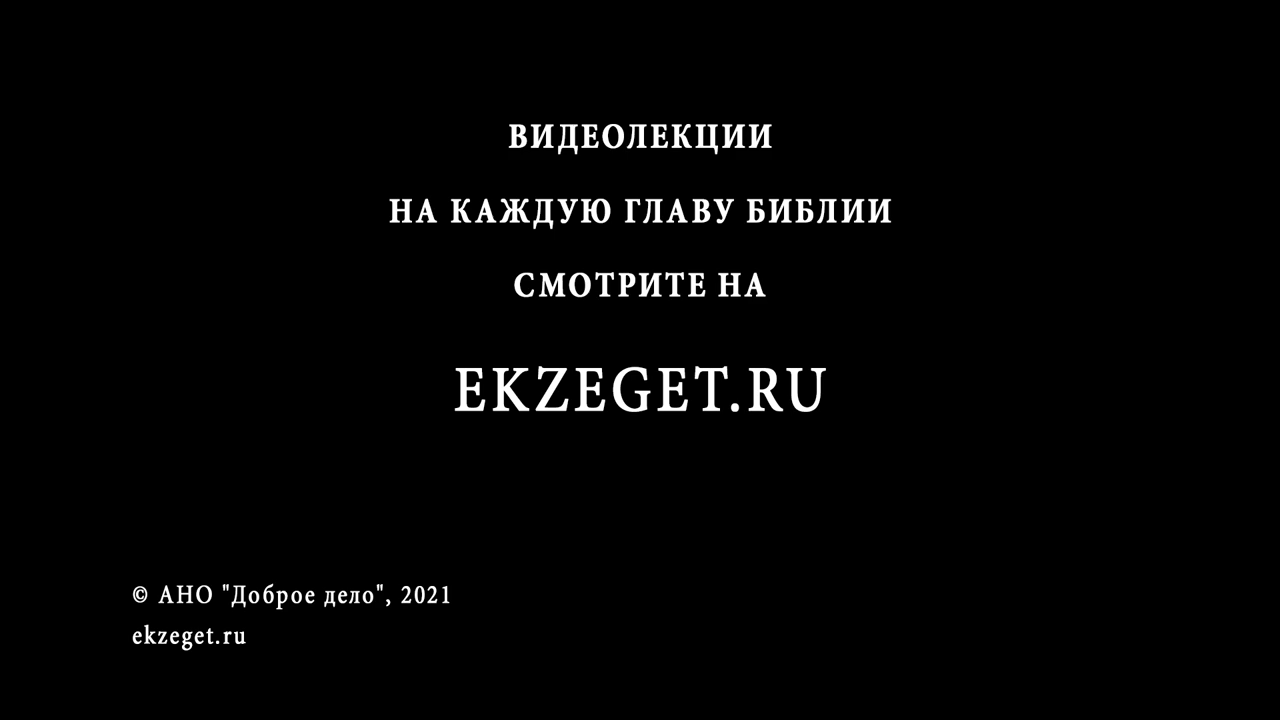 ВИДЕОЛЕКЦИИ
НА КАЖДУЮ ГЛАВУ БИБЛИИ
СМОТРИТЕ НА
EKZEGET.RU
© АНО "Доброе дело", 2021
ekzeget.ru